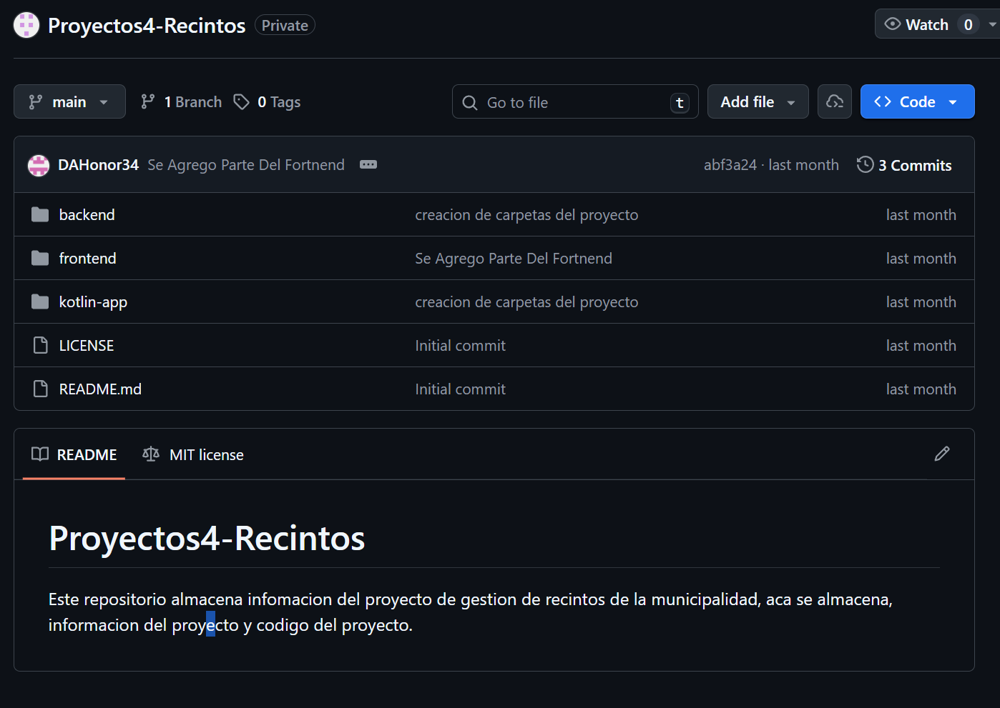 Proyectos4-Recintos Private Watch 0
main 1 Branch 0 Tags Go to file t Add file Code
DAHonor34 Se Agrego Parte Del Fortnend abf3a24 · last month 3 Commits
backend creacion de carpetas del proyecto last month
frontend Se Agrego Parte Del Fortnend last month
kotlin-app creacion de carpetas del proyecto last month
LICENSE Initial commit last month
README.md Initial commit last month
README MIT license
Proyectos4-Recintos
Este repositorio almacena infomacion del proyecto de gestion de recintos de la municipalidad, aca se almacena,
informacion del proyecto y codigo del proyecto.